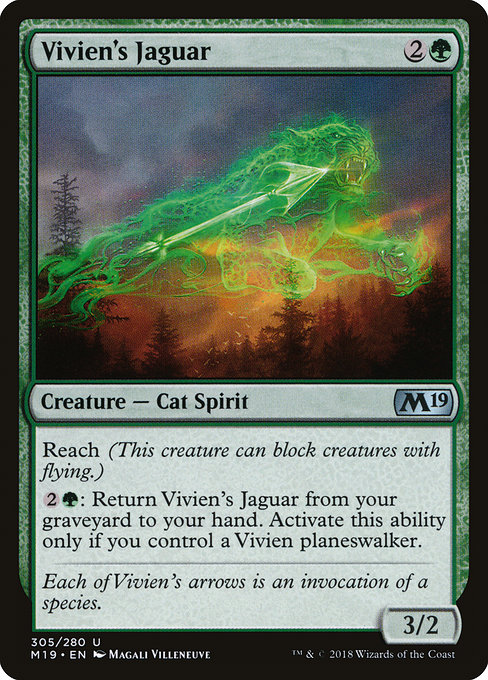 Vivien's Jaguar 2
Creature — Cat Spirit M19
Reach (This creature can block creatures with
flying.)
2: Return Vivien's Jaguar from your
graveyard to your hand. Activate this ability
only if you control a Vivien planeswalker.
Each of Vivien's arrows is an invocation of a
species.
3/2
305/280 U
M19 • EN Magali Villeneuve
™ & © 2018 Wizards of the Coast